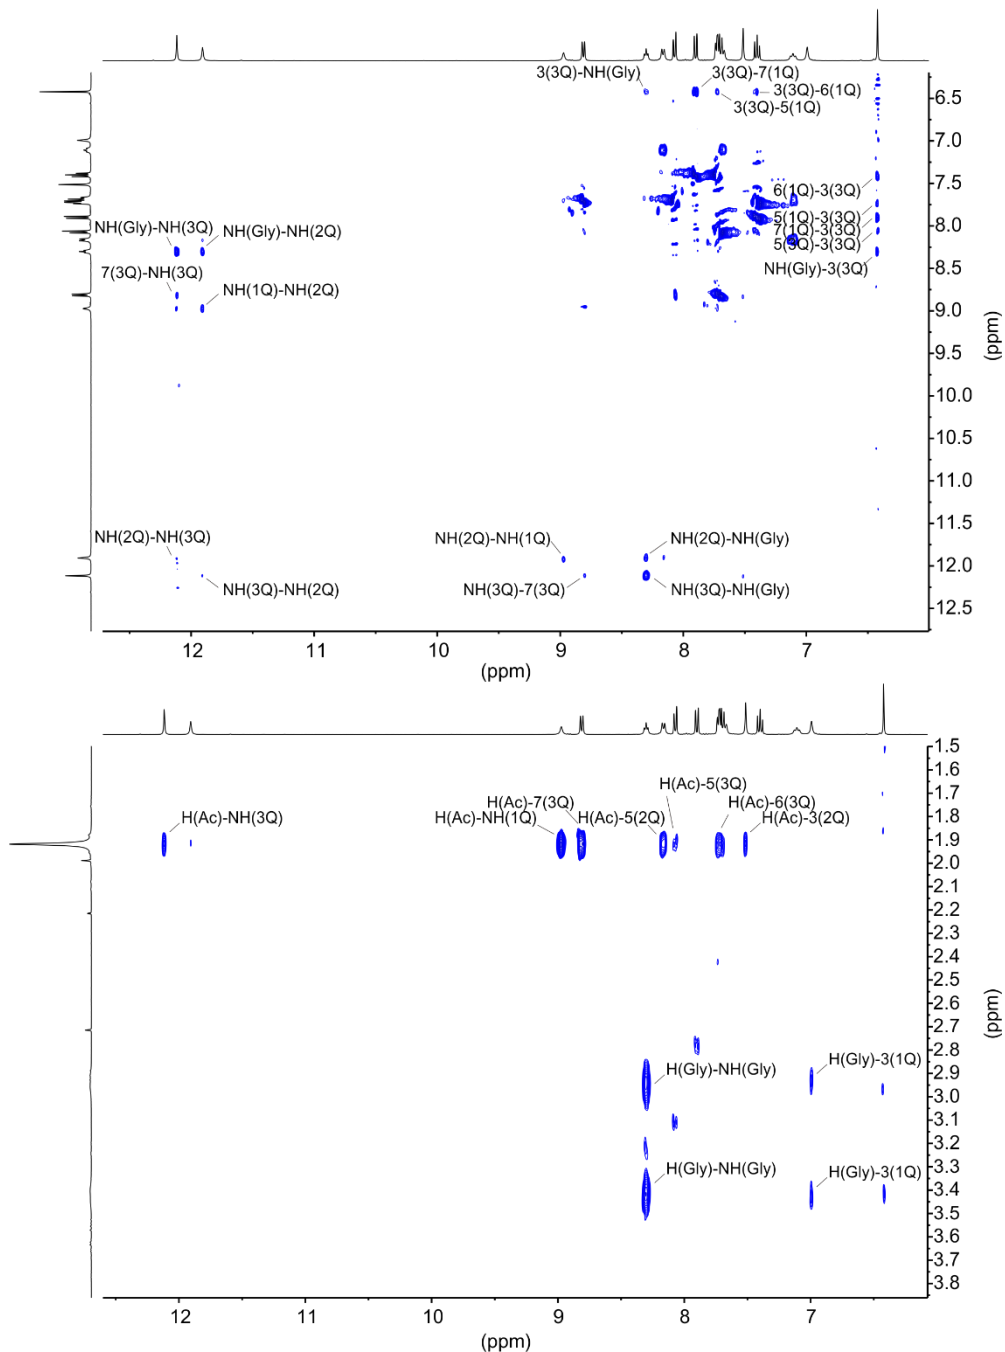 3(3Q)-NH(Gly)
3(3Q)-7(1Q)
3(3Q)-6(1Q)
3(3Q)-5(1Q)
6.5
7.0
7.5
8.0
8.5
9.0
9.5
10.0
10.5
11.0
11.5
12.0
12.5
(ppm)
6(1Q)-3(3Q)
5(1Q)-3(3Q)
7(1Q)-3(3Q)
5(3Q)-3(3Q)
NH(Gly)-3(3Q)
NH(Gly)-NH(3Q)
NH(Gly)-NH(2Q)
7(3Q)-NH(3Q)
NH(1Q)-NH(2Q)
NH(2Q)-NH(3Q)
NH(2Q)-NH(1Q)
NH(2Q)-NH(Gly)
NH(3Q)-NH(2Q)
NH(3Q)-7(3Q)
NH(3Q)-NH(Gly)
12 11 10 9 8 7
(ppm)
H(Ac)-5(3Q)
H(Ac)-7(3Q)
H(Ac)-6(3Q)
H(Ac)-NH(3Q)
H(Ac)-NH(1Q)
H(Ac)-5(2Q)
H(Ac)-3(2Q)
1.5
1.6
1.7
1.8
1.9
2.0
2.1
2.2
2.3
2.4
2.5
2.6
2.7
2.8
2.9
3.0
3.1
3.2
3.3
3.4
3.5
3.6
3.7
3.8
(ppm)
H(Gly)-NH(Gly)
H(Gly)-3(1Q)
H(Gly)-NH(Gly)
H(Gly)-3(1Q)
12 11 10 9 8 7
(ppm)